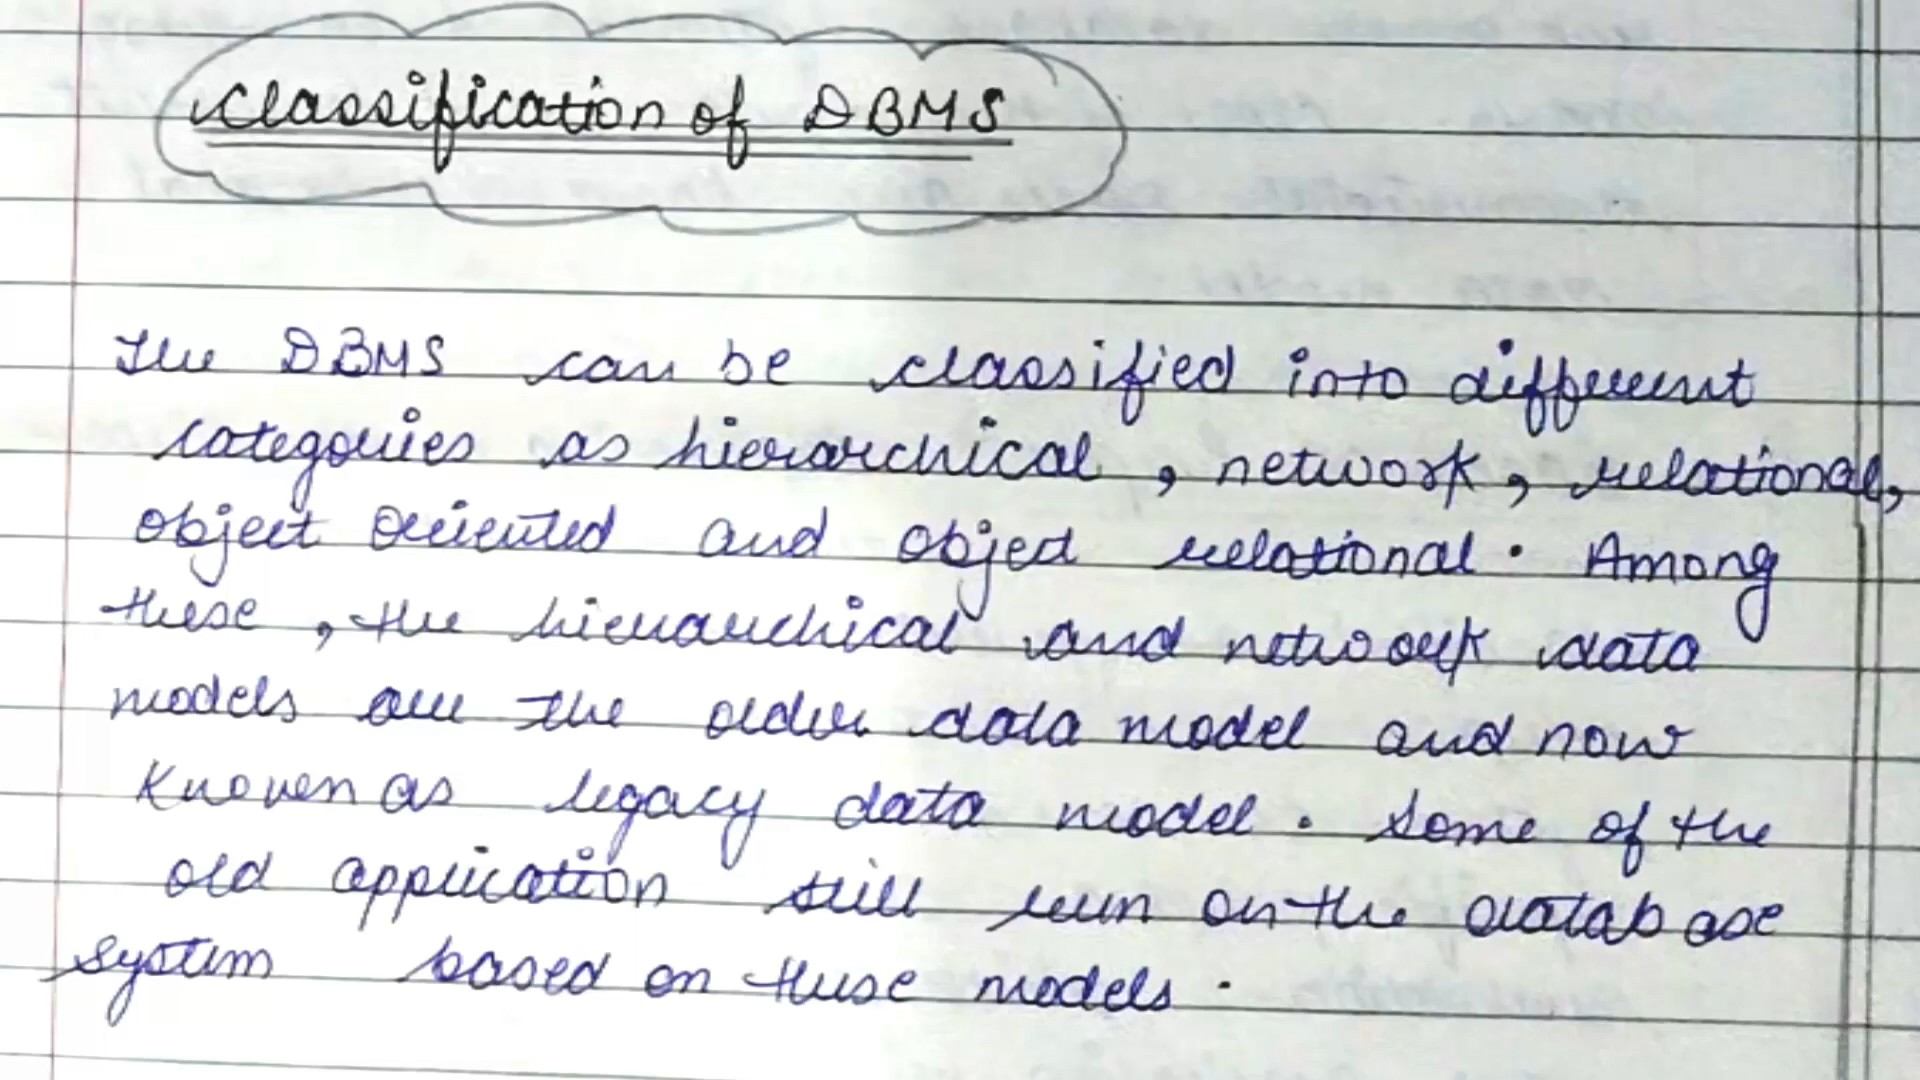 Classification of DBMS
The DBMS can be classified into different
categories as hierarchical, network, relational,
object oriented and object relational. Among
these, the hierarchical and network data
models are the older data model and now
known as legacy data model. Some of the
old application still run on the database
system based on these models.